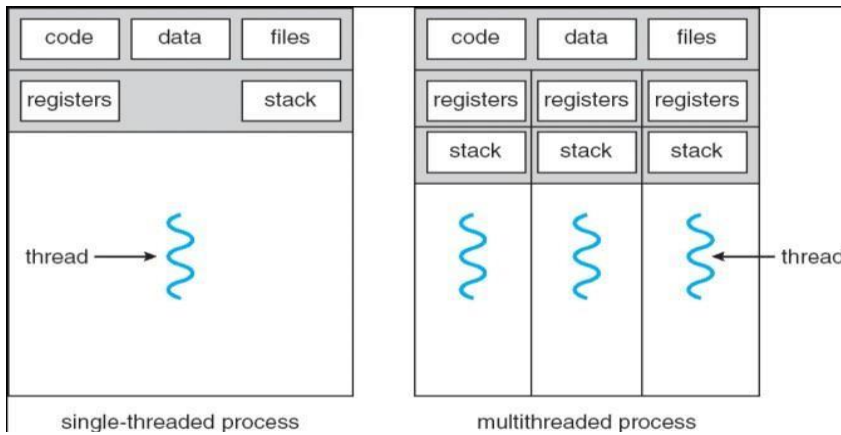 code data files
registers stack
thread
single-threaded process
code data files
registers registers registers
stack stack stack
thread
multithreaded process